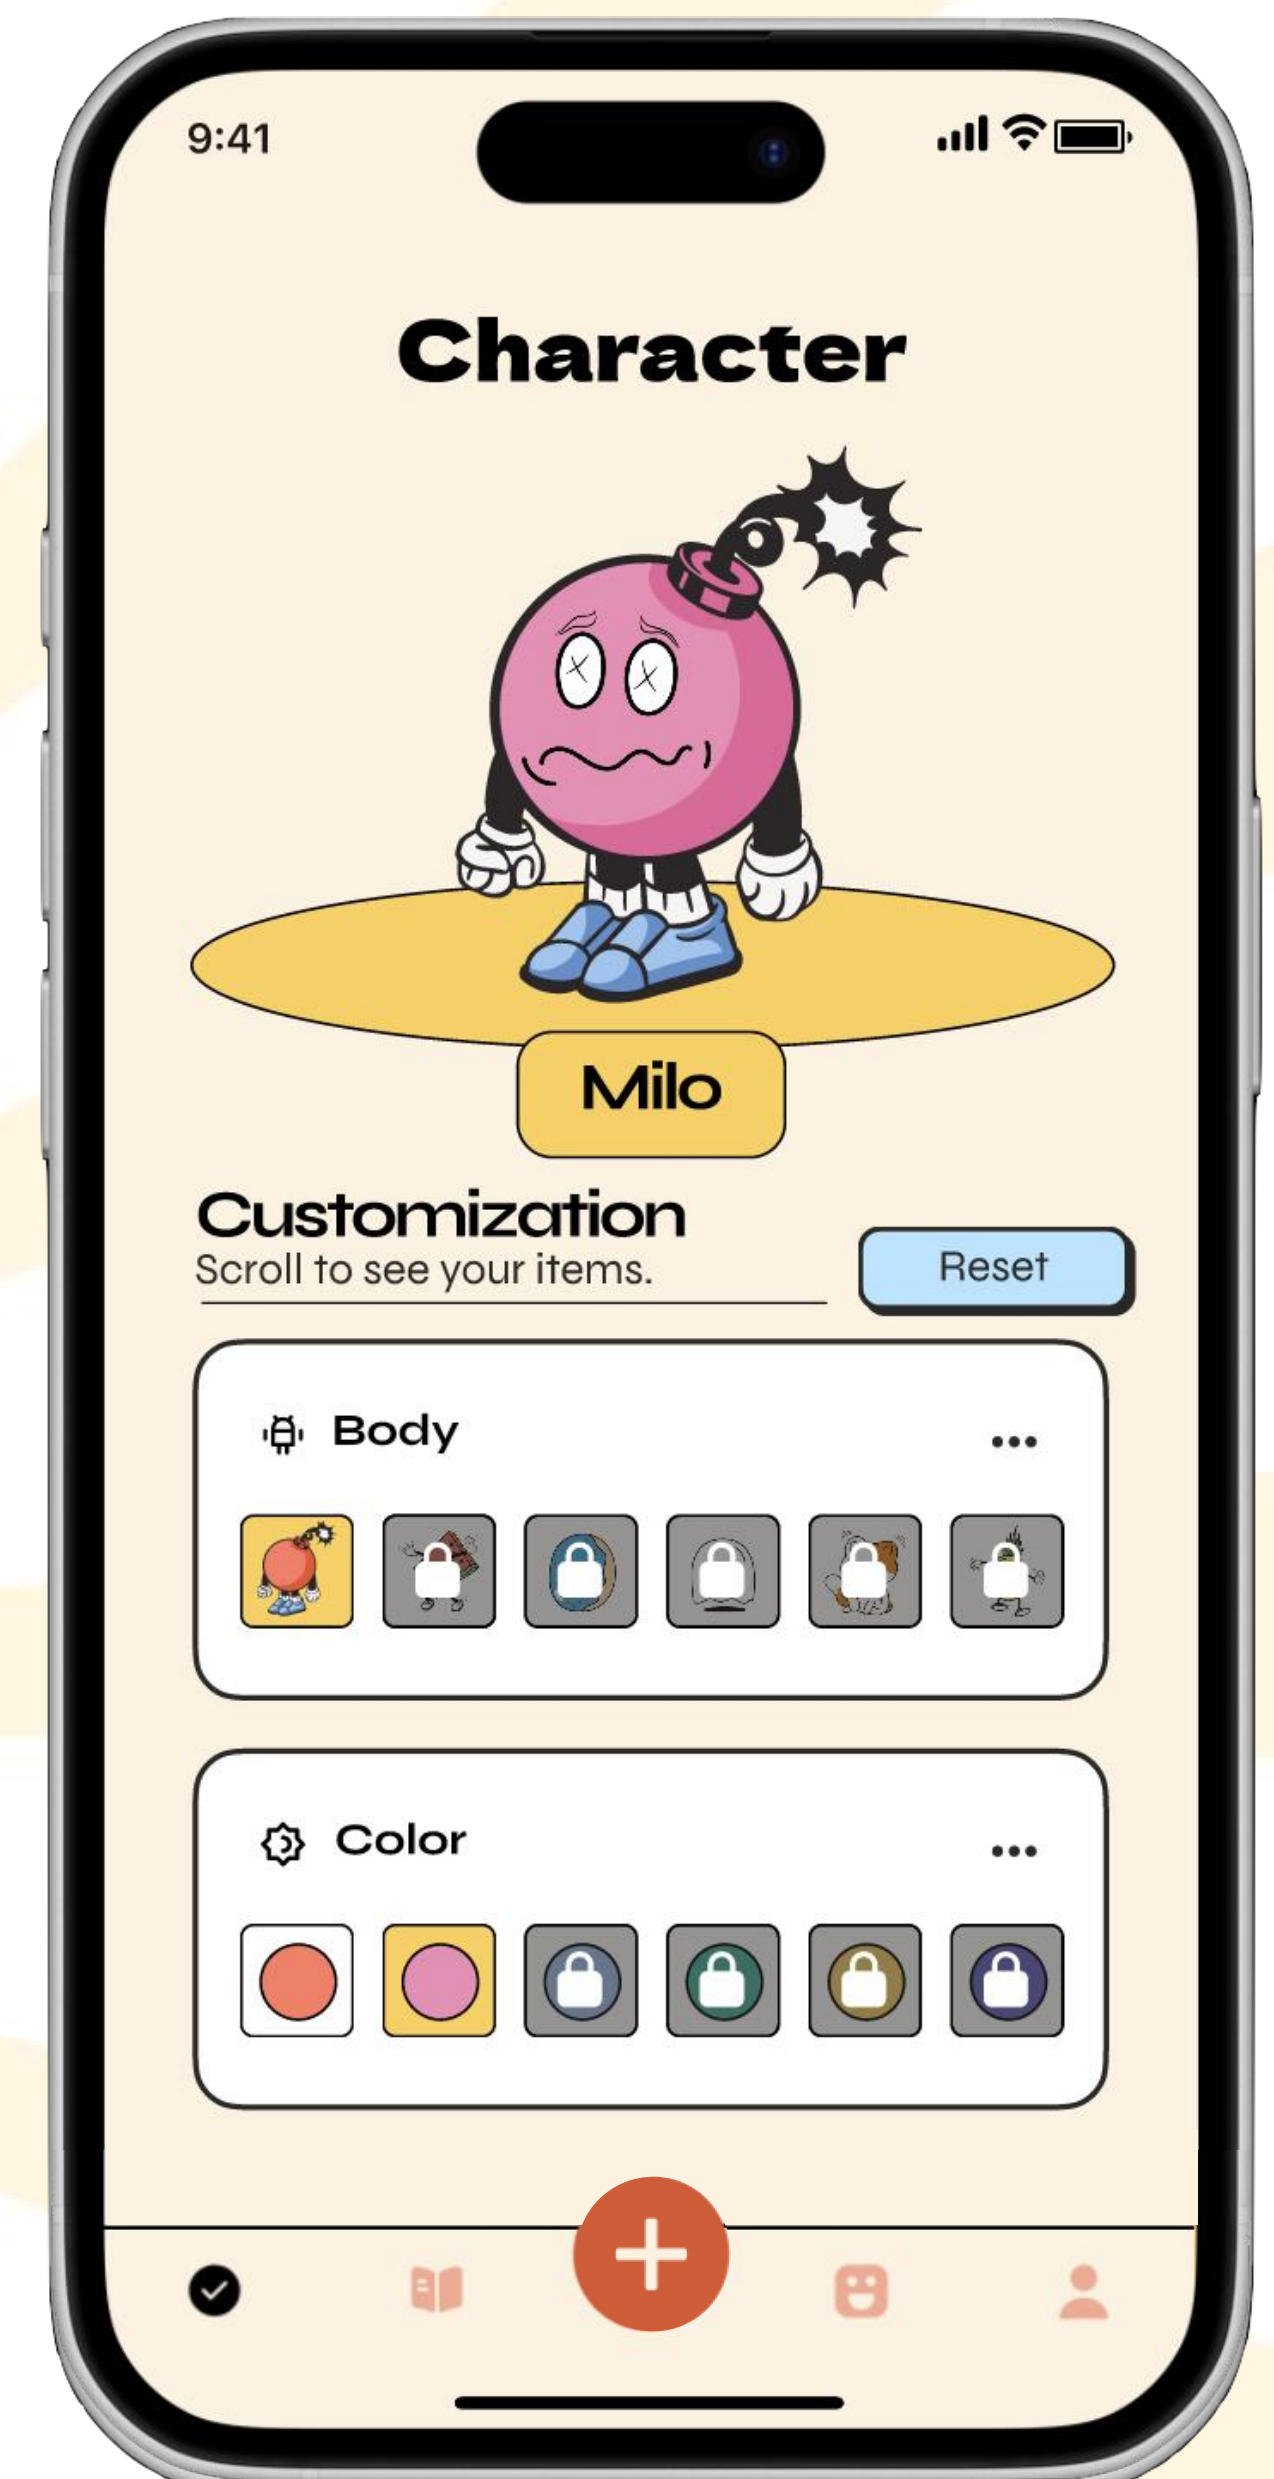 9:41
Character
Milo
Customization
Scroll to see your items.
Reset
Body
Color